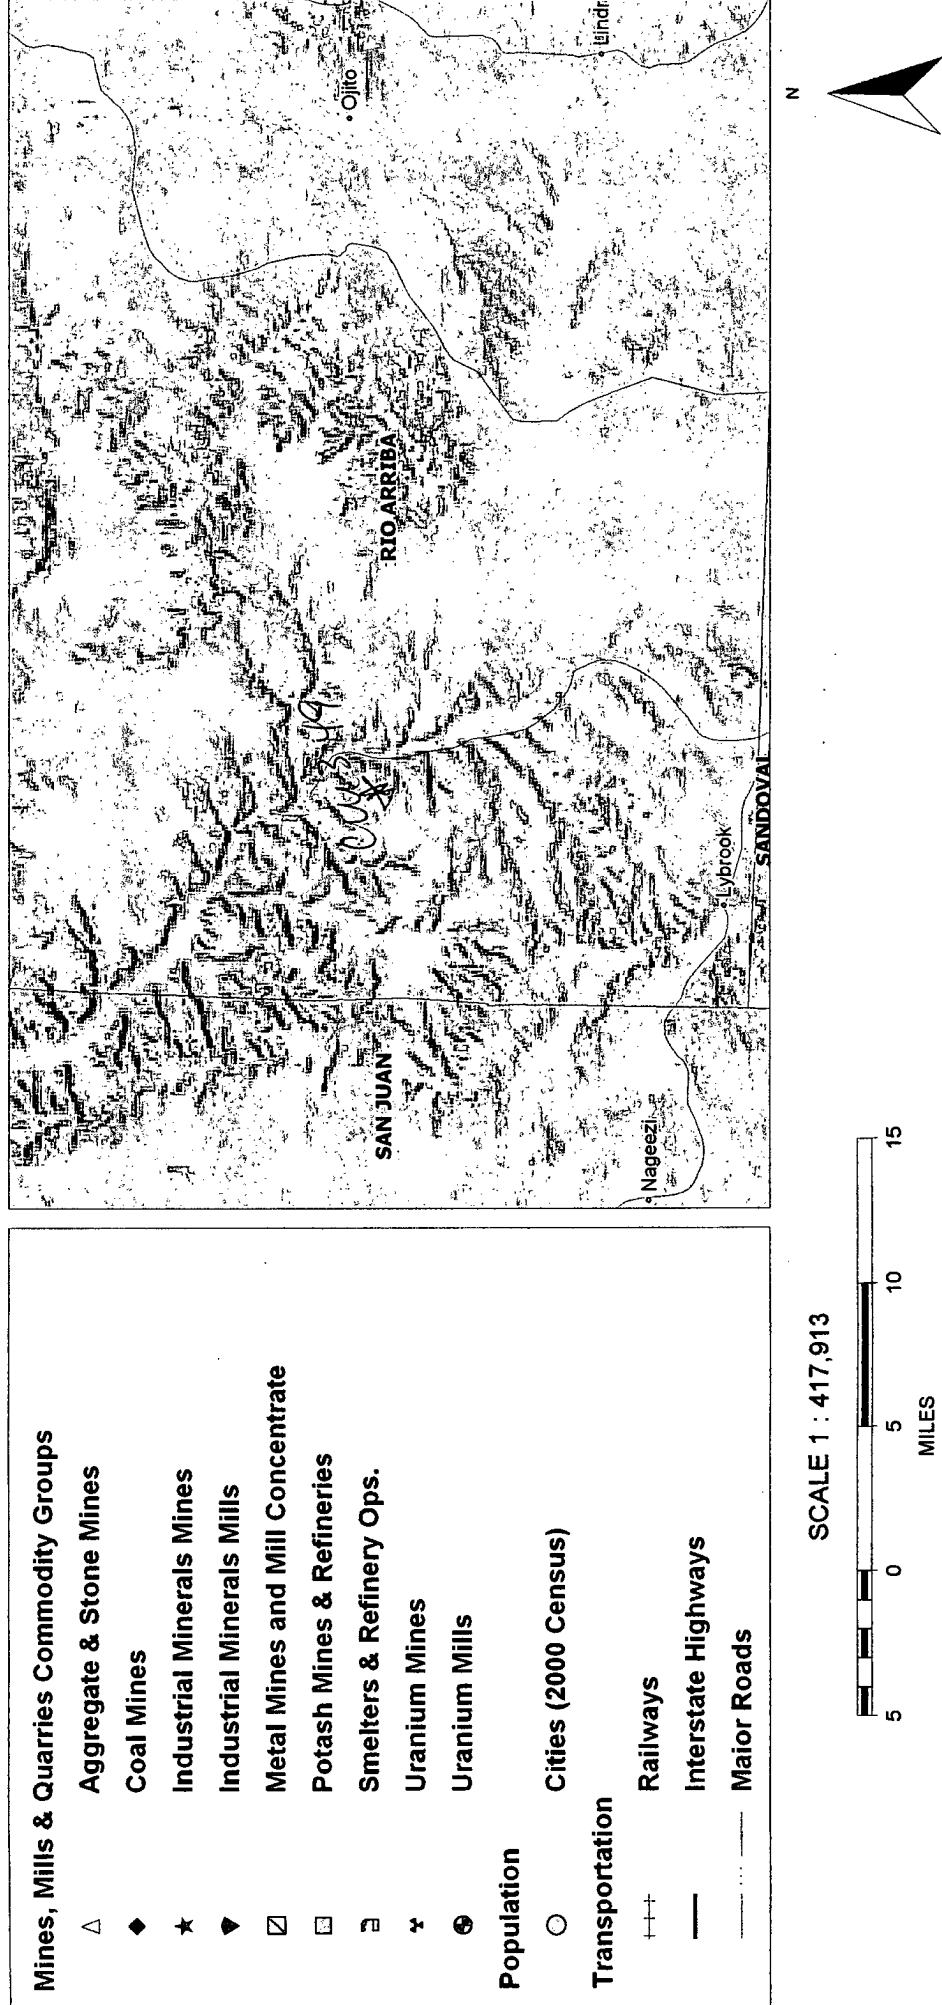 Mines, Mills & Quarries Commodity Groups
Aggregate & Stone Mines
Coal Mines
Industrial Minerals Mines
Industrial Minerals Mills
Metal Mines and Mill Concentrate
Potash Mines & Refineries
Smelters & Refinery Ops.
Uranium Mines
Uranium Mills
Population
Cities (2000 Census)
Transportation
Railways
Interstate Highways
Major Roads
Ojito
Lindr
RIO ARRIBA
49
SAN JUAN
Nageezi
Lybrook
SANDOVAL
N
SCALE 1 : 417,913
5 0 5 10 15
MILES